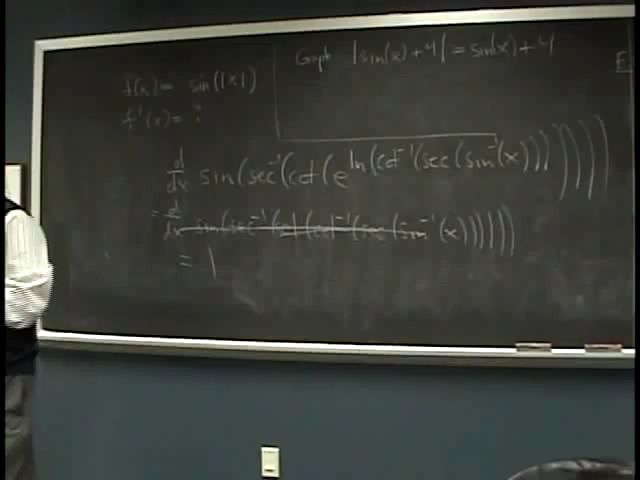 f(x) = sin(|x|)
f'(x) = ?
Graph |sin(x) + 4| = sin(x) + 4
E
d/dx sin(sec⁻¹(cot(e^ln(cot⁻¹(sec(sin⁻¹(x)))))))))
= d/dx sin(sec⁻¹(cot(cot⁻¹(sec(sin⁻¹(x))))))
= 1